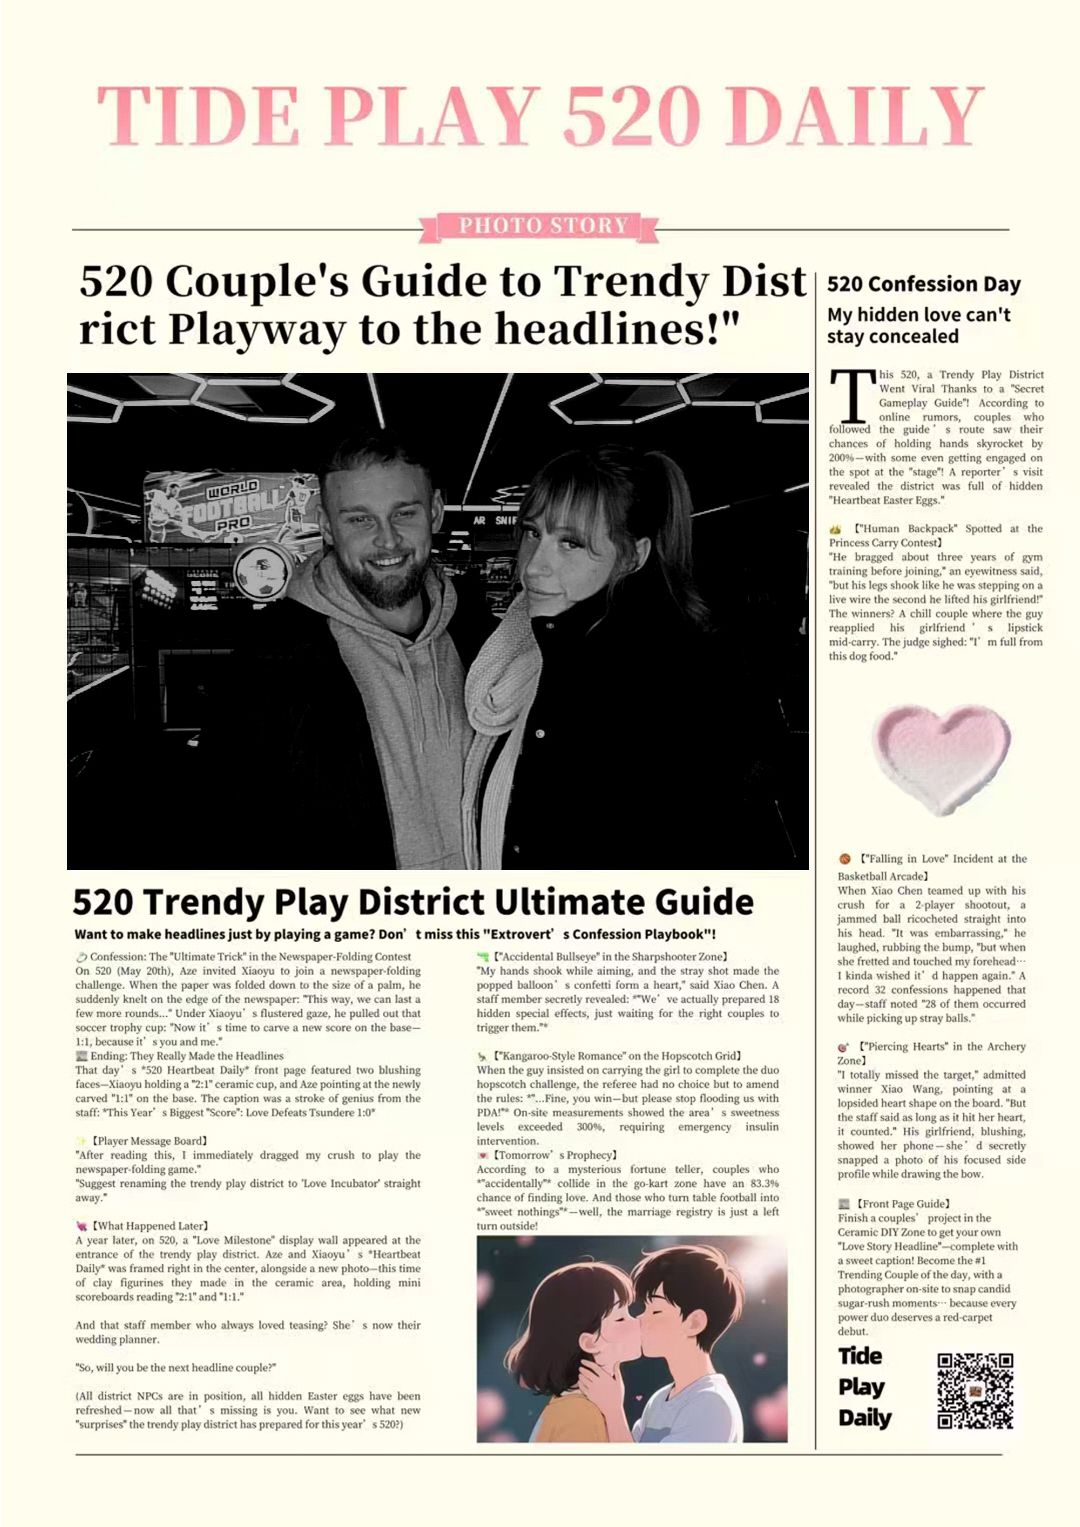 TIDE PLAY 520 DAILY
PHOTO STORY
520 Couple's Guide to Trendy Dist
rict Playway to the headlines!"
WORLD
FOOTBALL
PRO
AR SNIP
520 Trendy Play District Ultimate Guide
Want to make headlines just by playing a game? Don’t miss this "Extrovert’s Confession Playbook"!
💍 Confession: The "Ultimate Trick" in the Newspaper-Folding Contest
On 520 (May 20th), Aze invited Xiaoyu to join a newspaper-folding
challenge. When the paper was folded down to the size of a palm, he
suddenly knelt on the edge of the newspaper: "This way, we can last a
few more rounds..." Under Xiaoyu’s flustered gaze, he pulled out that
soccer trophy cup: "Now it’s time to carve a new score on the base—
1:1, because it’s you and me."
📰 Ending: They Really Made the Headlines
That day’s *520 Heartbeat Daily* front page featured two blushing
faces—Xiaoyu holding a "2:1" ceramic cup, and Aze pointing at the newly
carved "1:1" on the base. The caption was a stroke of genius from the
staff: *This Year’s Biggest "Score": Love Defeats Tsundere 1:0*
✨【Player Message Board】
"After reading this, I immediately dragged my crush to play the
newspaper-folding game."
"Suggest renaming the trendy play district to 'Love Incubator' straight
away."
💘【What Happened Later】
A year later, on 520, a "Love Milestone" display wall appeared at the
entrance of the trendy play district. Aze and Xiaoyu’s *Heartbeat
Daily* was framed right in the center, alongside a new photo—this time
of clay figurines they made in the ceramic area, holding mini
scoreboards reading "2:1" and "1:1."
And that staff member who always loved teasing? She’s now their
wedding planner.
"So, will you be the next headline couple?"
(All district NPCs are in position, all hidden Easter eggs have been
refreshed—now all that’s missing is you. Want to see what new
"surprises" the trendy play district has prepared for this year’s 520?)
🔫【"Accidental Bullseye" in the Sharpshooter Zone】
"My hands shook while aiming, and the stray shot made the
popped balloon’s confetti form a heart," said Xiao Chen. A
staff member secretly revealed: *"We’ve actually prepared 18
hidden special effects, just waiting for the right couples to
trigger them."*
🦘【"Kangaroo-Style Romance" on the Hopscotch Grid】
When the guy insisted on carrying the girl to complete the duo
hopscotch challenge, the referee had no choice but to amend
the rules: *"...Fine, you win—but please stop flooding us with
PDA!"* On-site measurements showed the area’s sweetness
levels exceeded 300%, requiring emergency insulin
intervention.
💌【Tomorrow’s Prophecy】
According to a mysterious fortune teller, couples who
*"accidentally"* collide in the go-kart zone have an 83.3%
chance of finding love. And those who turn table football into
*"sweet nothings"*—well, the marriage registry is just a left
turn outside!
520 Confession Day
My hidden love can't
stay concealed
This 520, a Trendy Play District
Went Viral Thanks to a "Secret
Gameplay Guide"! According to
online rumors, couples who
followed the guide’s route saw their
chances of holding hands skyrocket by
200%—with some even getting engaged on
the spot at the "stage"! A reporter’s visit
revealed the district was full of hidden
"Heartbeat Easter Eggs."
👑【"Human Backpack" Spotted at the
Princess Carry Contest】
"He bragged about three years of gym
training before joining," an eyewitness said,
"but his legs shook like he was stepping on a
live wire the second he lifted his girlfriend!"
The winners? A chill couple where the guy
reapplied his girlfriend’s lipstick
mid-carry. The judge sighed: "I’m full from
this dog food."
🏀【"Falling in Love" Incident at the
Basketball Arcade】
When Xiao Chen teamed up with his
crush for a 2-player shootout, a
jammed ball ricocheted straight into
his head. "It was embarrassing," he
laughed, rubbing the bump, "but when
she fretted and touched my forehead…
I kinda wished it’d happen again." A
record 32 confessions happened that
day—staff noted "28 of them occurred
while picking up stray balls."
🎯【"Piercing Hearts" in the Archery
Zone】
"I totally missed the target," admitted
winner Xiao Wang, pointing at a
lopsided heart shape on the board. "But
the staff said as long as it hit her heart,
it counted." His girlfriend, blushing,
showed her phone—she’d secretly
snapped a photo of his focused side
profile while drawing the bow.
📰【Front Page Guide】
Finish a couples’ project in the
Ceramic DIY Zone to get your own
"Love Story Headline"—complete with
a sweet caption! Become the #1
Trending Couple of the day, with a
photographer on-site to snap candid
sugar-rush moments… because every
power duo deserves a red-carpet
debut.
Tide
Play
Daily